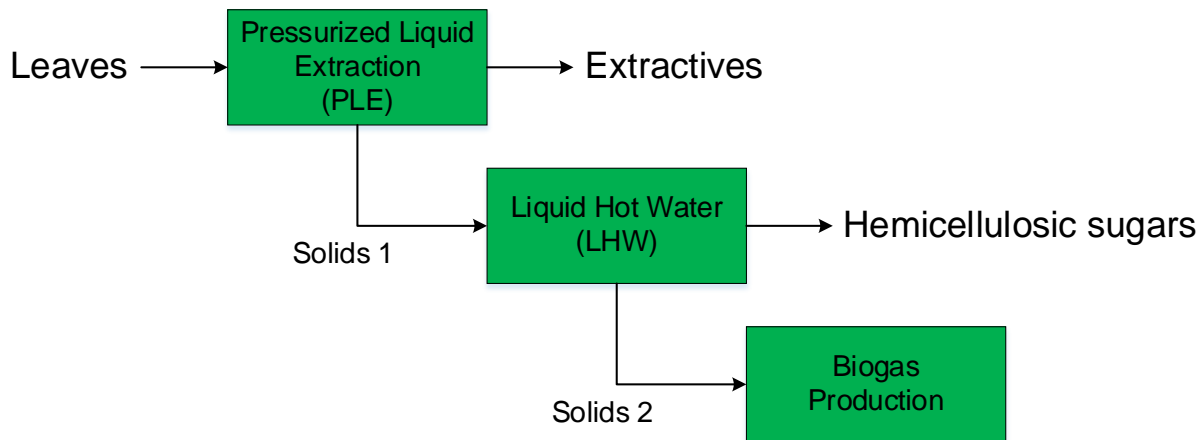 Pressurized Liquid
Extraction
(PLE)
Leaves
Extractives
Liquid Hot Water
(LHW)
Hemicellulosic sugars
Solids 1
Biogas
Production
Solids 2